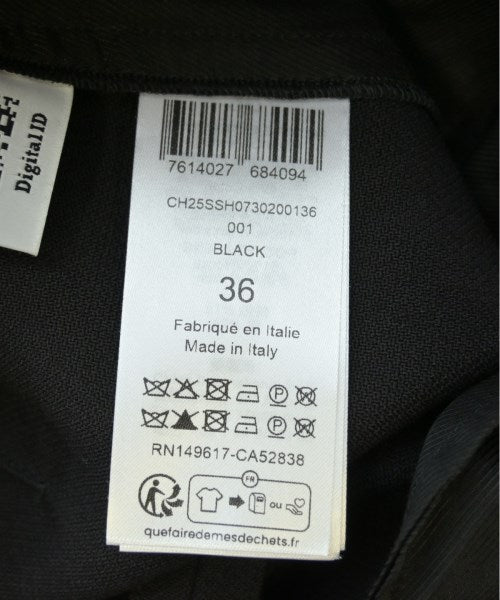 Digital ID
7614027 684094
CH25SSH0730200136
001
BLACK
36
Fabriqué en Italie
Made in Italy
P
P
RN149617-CA52838
FR
ou
quefairedemesdechets.fr